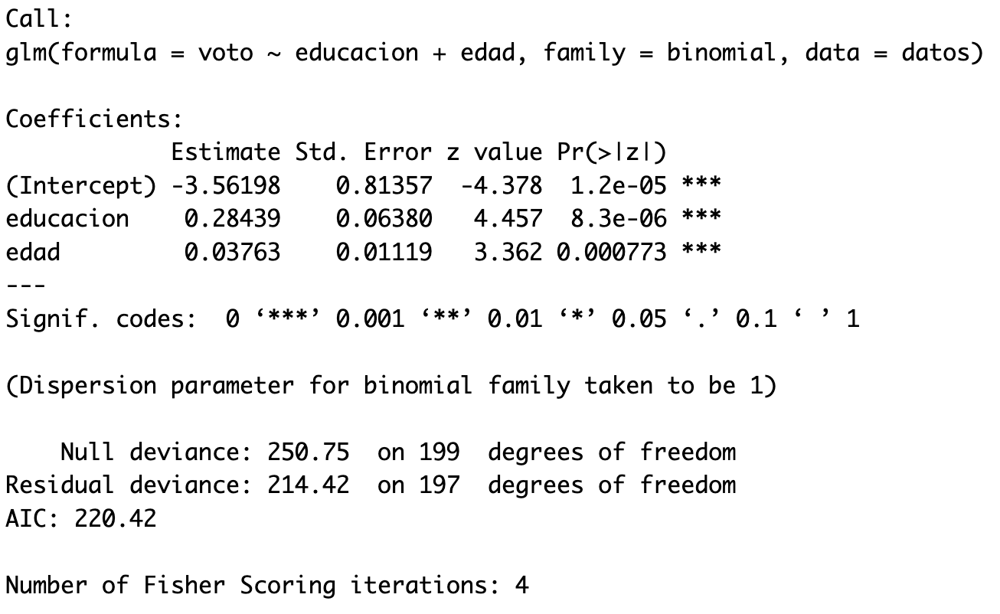 Call:
glm(formula = voto ~ educacion + edad, family = binomial, data = datos)

Coefficients:
            Estimate Std. Error z value Pr(>|z|)
(Intercept) -3.56198    0.81357  -4.378  1.2e-05 ***
educacion    0.28439    0.06380   4.457  8.3e-06 ***
edad         0.03763    0.01119   3.362 0.000773 ***
---
Signif. codes:  0 ‘***’ 0.001 ‘**’ 0.01 ‘*’ 0.05 ‘.’ 0.1 ‘ ’ 1

(Dispersion parameter for binomial family taken to be 1)

    Null deviance: 250.75  on 199  degrees of freedom
Residual deviance: 214.42  on 197  degrees of freedom
AIC: 220.42

Number of Fisher Scoring iterations: 4